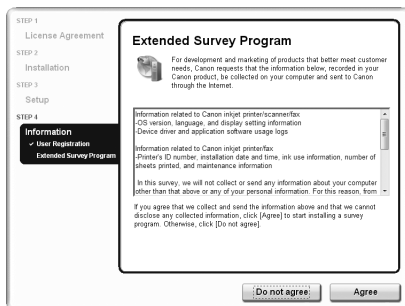 STEP 1
License Agreement
STEP 2
Installation
STEP 3
Setup
STEP 4
Information
User Registration
Extended Survey Program
Extended Survey Program
For development and marketing of products that better meet customer
needs, Canon requests that the information below, recorded in your
Canon product, be collected on your computer and sent to Canon
through the Internet.
Information related to Canon inkjet printer/scanner/fax
-OS version, language, and display setting information
-Device driver and application software usage logs
Information related to Canon inkjet printer/fax
-Printer's ID number, installation date and time, ink use information, number of
sheets printed, and maintenance information
In this survey, we will not collect or send any information about your computer
other than that above or any of your personal information. For this reason, from
If you agree that we collect and send the information above and that we cannot
disclose any collected information, click [Agree] to start installing a survey
program. Otherwise, click [Do not agree].
Do not agree
Agree